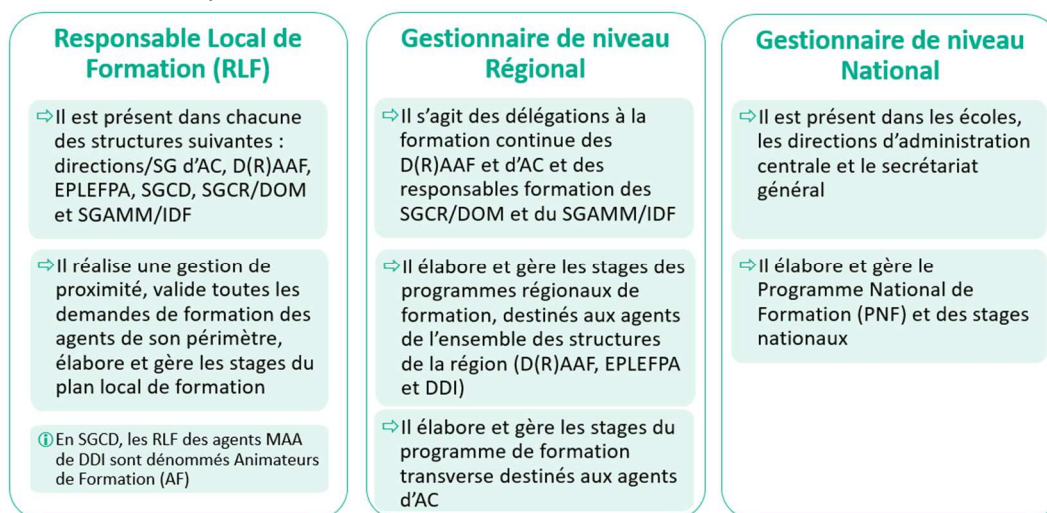 Responsable Local de
Formation (RLF)
⇨Il est présent dans chacune
des structures suivantes :
directions/SG d’AC, D(R)AAF,
EPLEFPA, SGCD, SGCR/DOM
et SGAMM/IDF
⇨Il réalise une gestion de
proximité, valide toutes les
demandes de formation des
agents de son périmètre,
élabore et gère les stages du
plan local de formation
ⓘ En SGCD, les RLF des agents MAA
de DDI sont dénommés Animateurs
de Formation (AF)
Gestionnaire de niveau
Régional
⇨Il s’agit des délégations à la
formation continue des
D(R)AAF et d’AC et des
responsables formation des
SGCR/DOM et du SGAMM/IDF
⇨Il élabore et gère les stages des
programmes régionaux de
formation, destinés aux agents
de l’ensemble des structures
de la région (D(R)AAF, EPLEFPA
et DDI)
⇨Il élabore et gère les stages du
programme de formation
transverse destinés aux agents
d’AC
Gestionnaire de niveau
National
⇨Il est présent dans les écoles,
les directions d’administration
centrale et le secrétariat
général
⇨Il élabore et gère le
Programme National de
Formation (PNF) et des stages
nationaux